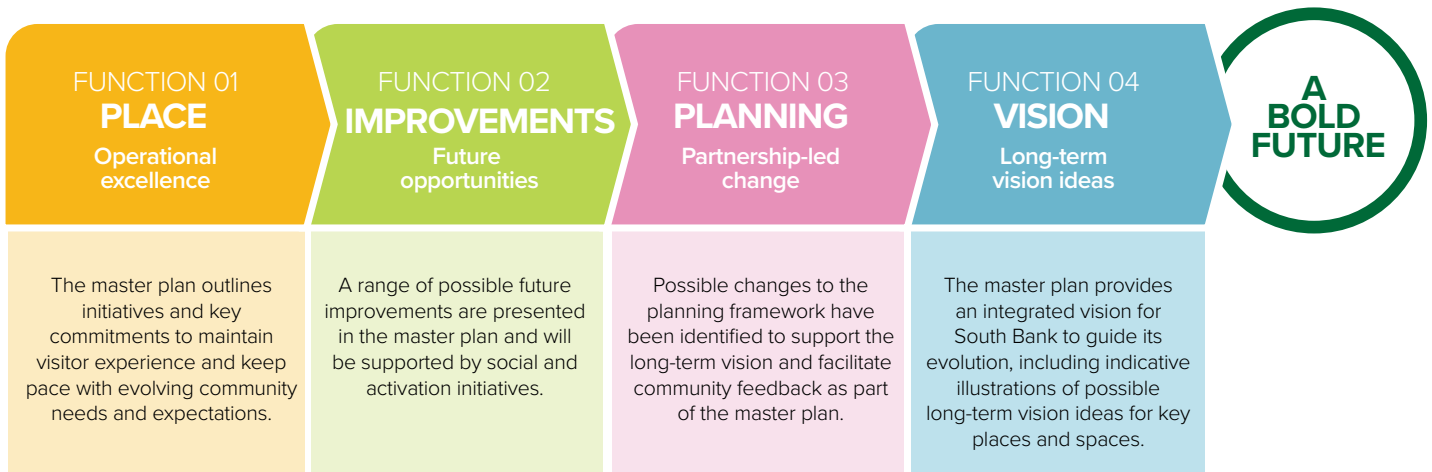 FUNCTION 01
PLACE
Operational
excellence
The master plan outlines
initiatives and key
commitments to maintain
visitor experience and keep
pace with evolving community
needs and expectations.
FUNCTION 02
IMPROVEMENTS
Future
opportunities
A range of possible future
improvements are presented
in the master plan and will
be supported by social and
activation initiatives.
FUNCTION 03
PLANNING
Partnership-led
change
Possible changes to the
planning framework have
been identified to support the
long-term vision and facilitate
community feedback as part
of the master plan.
FUNCTION 04
VISION
Long-term
vision ideas
The master plan provides
an integrated vision for
South Bank to guide its
evolution, including indicative
illustrations of possible
long-term vision ideas for key
places and spaces.
A
BOLD
FUTURE